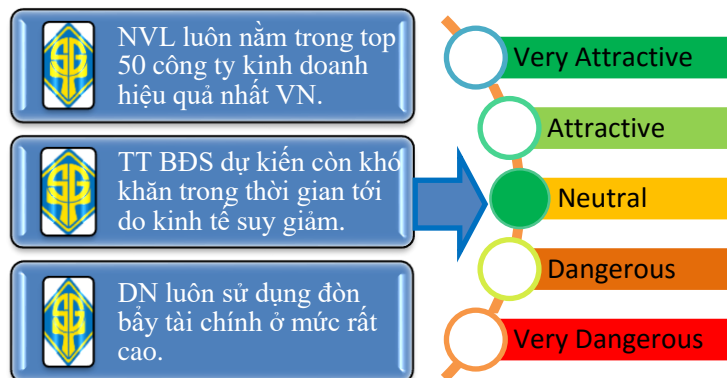 NVL luôn nằm trong top
50 công ty kinh doanh
hiệu quả nhất VN.
TT BĐS dự kiến còn khó
khăn trong thời gian tới
do kinh tế suy giảm.
DN luôn sử dụng đòn
bẩy tài chính ở mức rất
cao.
Very Attractive
Attractive
Neutral
Dangerous
Very Dangerous